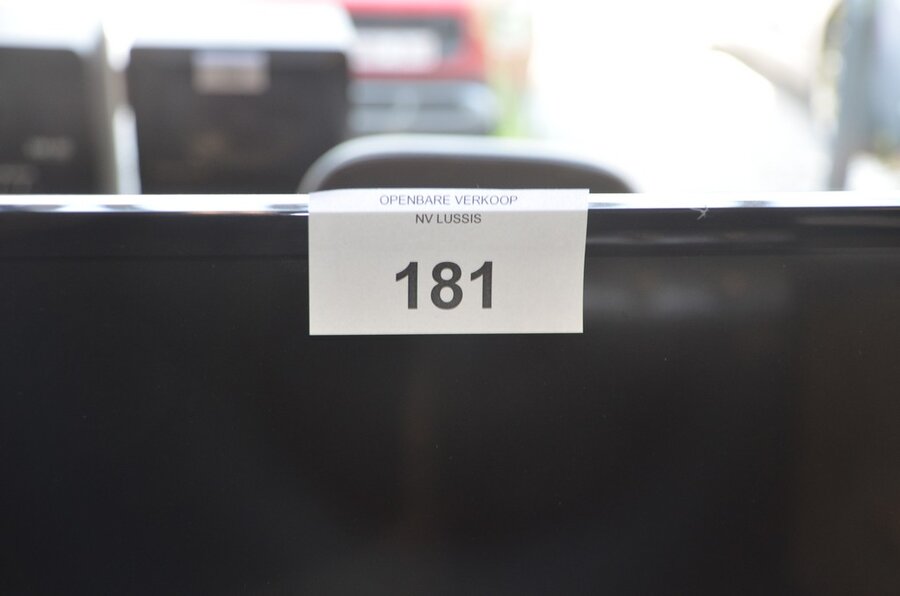 OPENBARE VERKOOP
NV LUSSIS
181